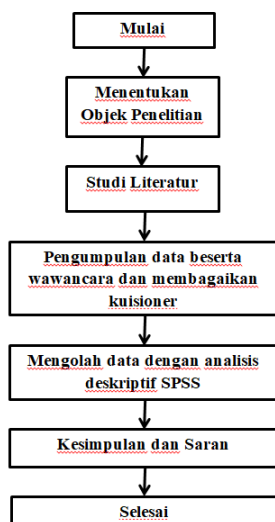 Mulai
Menentukan
Objek Penelitian
Studi Literatur
Pengumpulan data beserta
wawancara dan membagaikan
kuisioner
Mengolah data dengan analisis
deskriptif SPSS
Kesimpulan dan Saran
Selesai